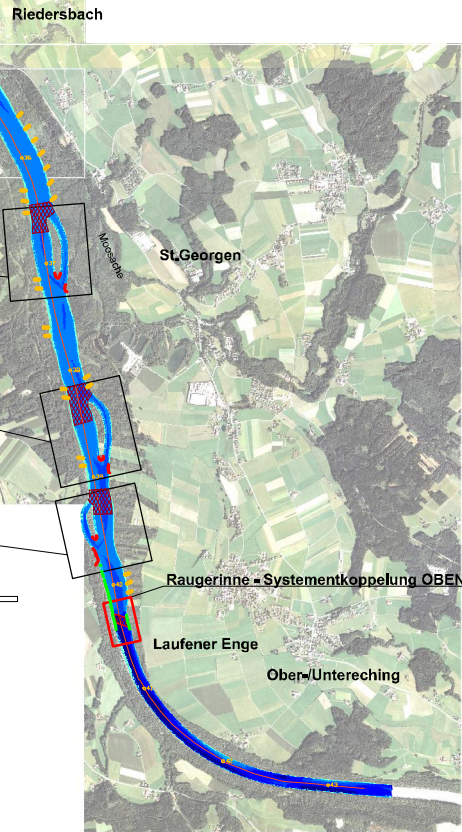 Riedersbach
Moosache
St.Georgen
Raugerinne - Systementkoppelung OBEN
Laufener Enge
Ober-/Untereching